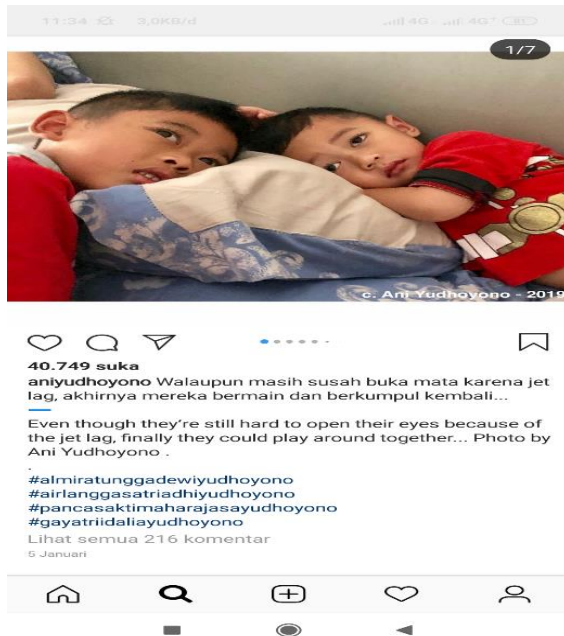 11:34 3,0KB/d 4G 4G+ 81
1/7
c. Ani Yudhoyono - 2019
40.749 suka
aniyudhoyono Walaupun masih susah buka mata karena jet
lag, akhirnya mereka bermain dan berkumpul kembali...
Even though they're still hard to open their eyes because of
the jet lag, finally they could play around together... Photo by
Ani Yudhoyono .
.
#almiratunggadewiyudhoyono
#airlanggasatriadhiyudhoyono
#pancasaktimaharajasayudhoyono
#gayatriidaliayudhoyono
Lihat semua 216 komentar
5 Januari